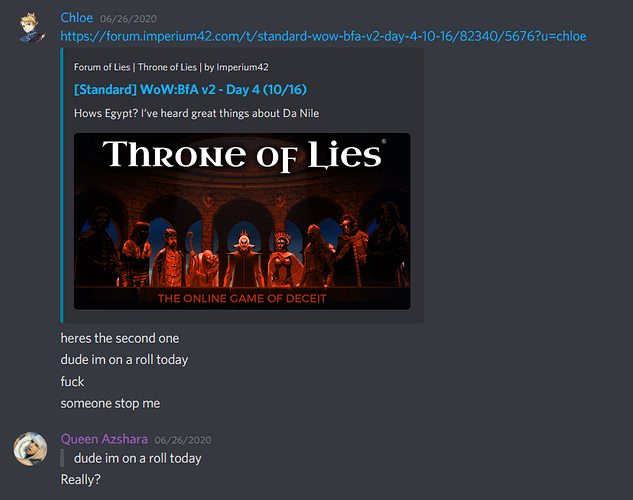 Chloe 06/26/2020
https://forum.imperium42.com/t/standard-wow-bfa-v2-day-4-10-16/82340/5676?u=chloe
Forum of Lies | Throne of Lies | by Imperium42
[Standard] WoW:BfA v2 - Day 4 (10/16)
Hows Egypt? I've heard great things about Da Nile
THRONE OF LIES®
THE ONLINE GAME OF DECEIT
heres the second one
dude im on a roll today
fuck
someone stop me
Queen Azshara 06/26/2020
dude im on a roll today
Really?